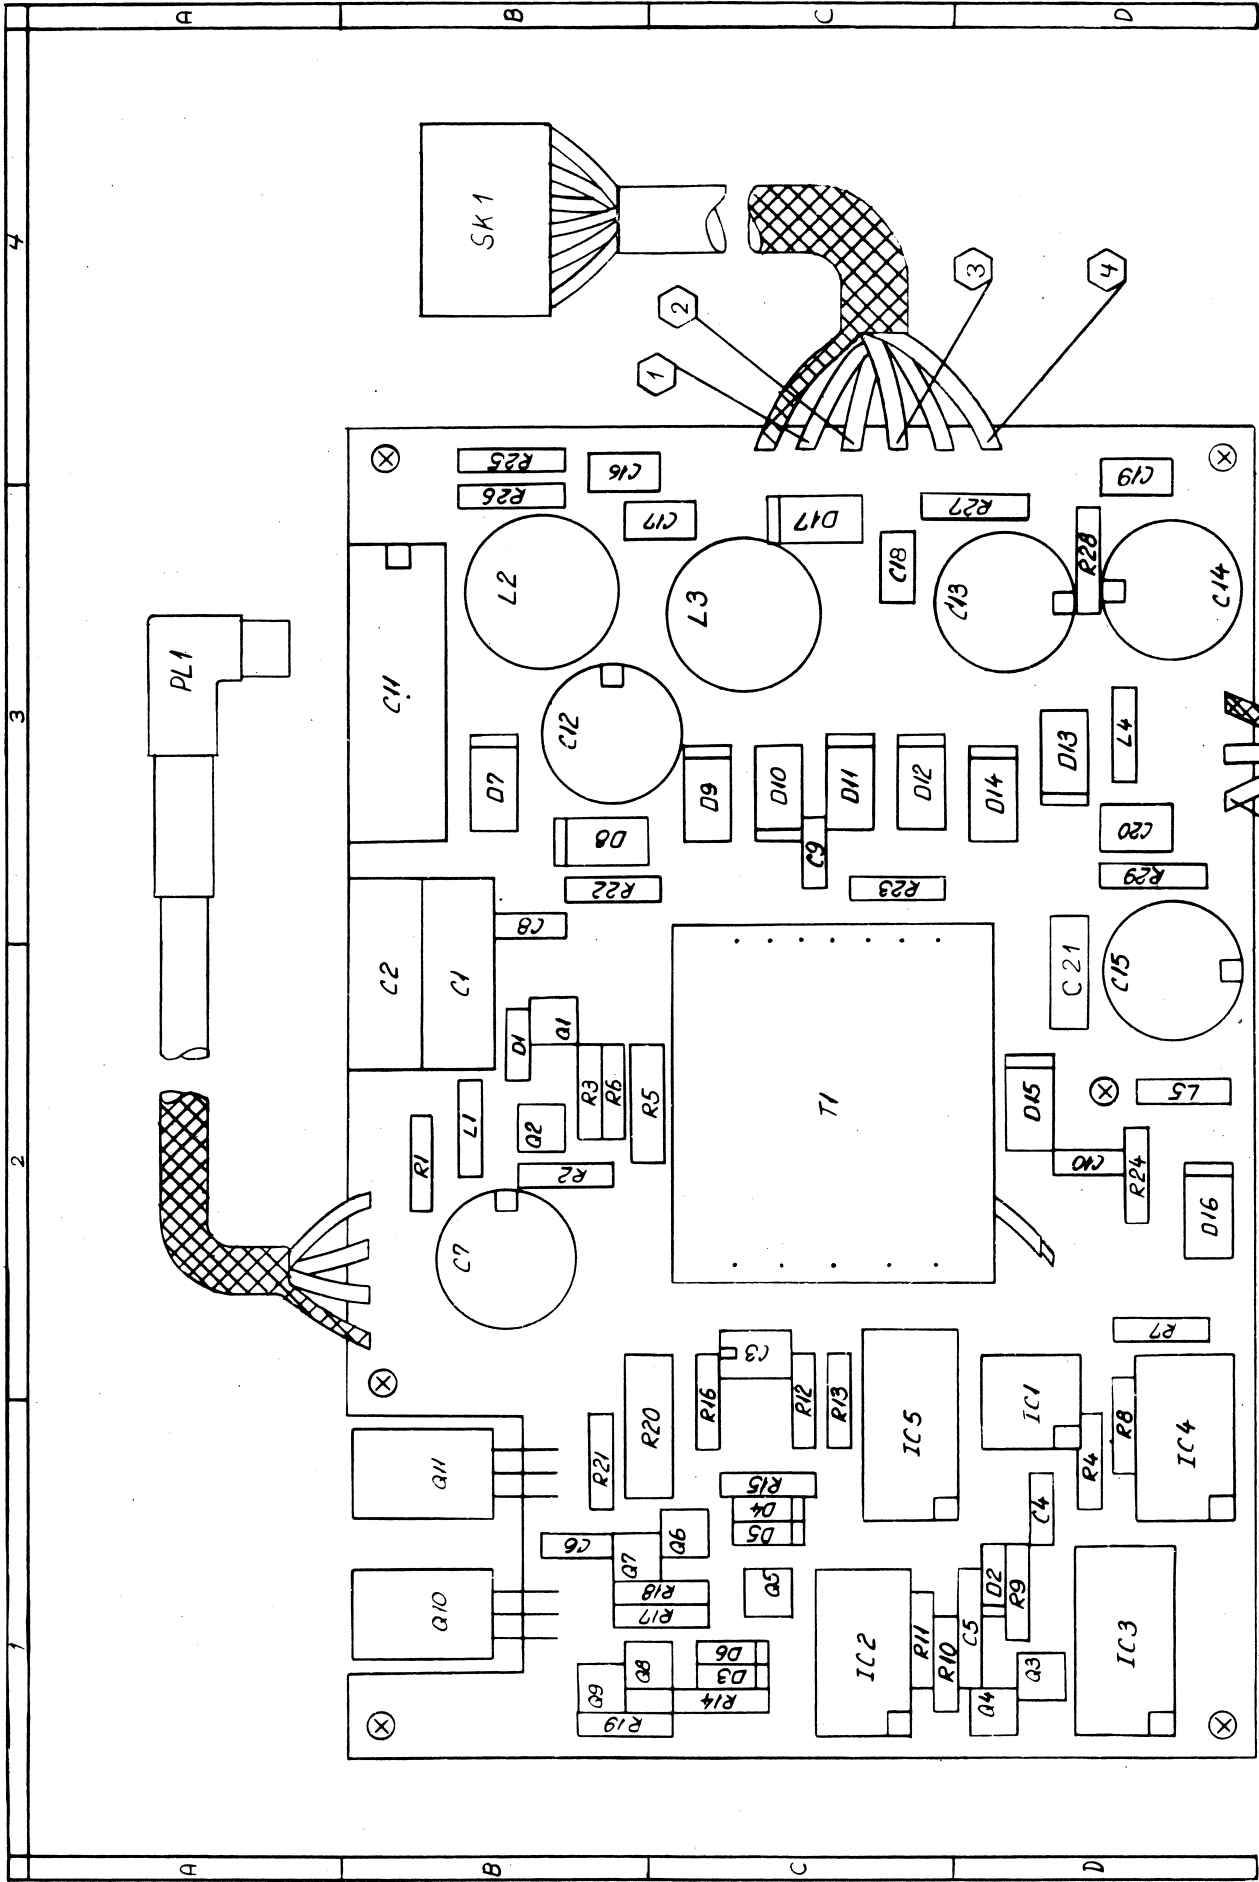 A
B
C
D
4
3
2
1
A
B
C
D
SK1
PL1
1
2
3
4
R25
R26
C16
C17
L2
C11
D17
L3
C18
R27
C19
C13
R28
C14
C12
D7
D8
D9
D10
D11
D12
D14
D13
L4
C9
C20
R22
R23
R29
C8
C2
C1
C21
C15
D1
Q1
R3
R6
R5
Q2
L1
R1
R2
T1
D15
L5
C10
R24
D16
C7
R7
R16
C3
R12
R13
R20
R21
IC5
IC1
R8
R4
IC4
Q11
R15
D4
D5
C4
C6
Q7
Q6
R18
R17
Q5
Q10
D2
R9
C5
R11
R10
IC2
D6
D3
R14
Q8
Q9
R19
Q3
Q4
IC3